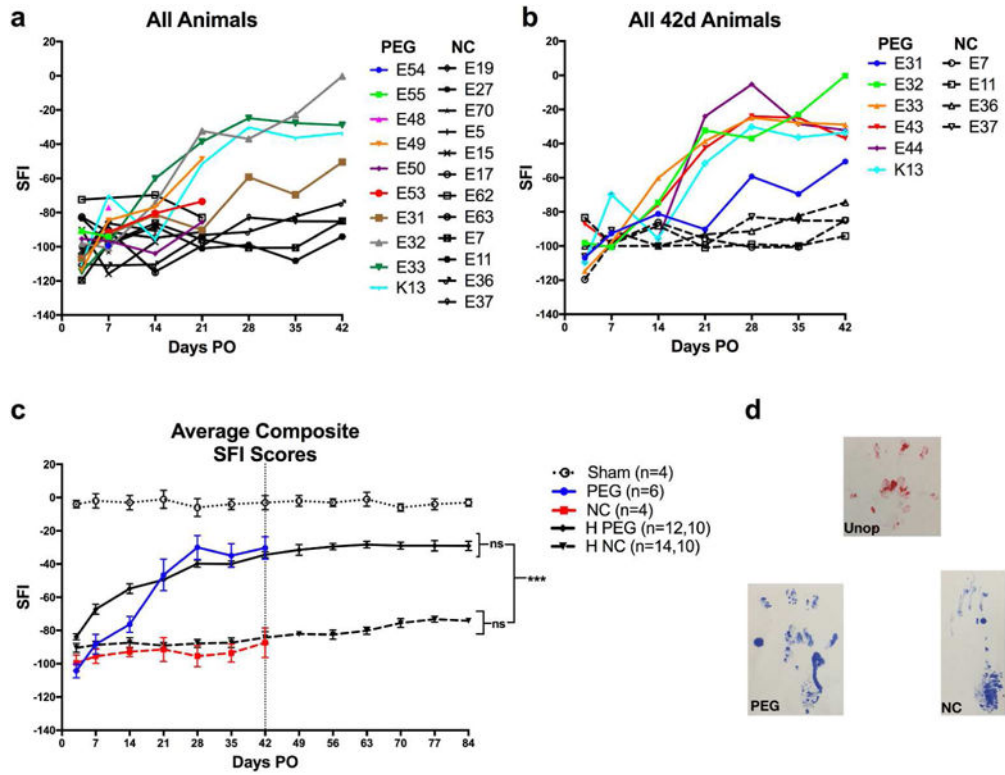 a
All Animals
20
0
-20
-40
-60
-80
-100
-120
-140
SFI
0 7 14 21 28 35 42
Days PO
PEG
E54
E55
E48
E49
E50
E53
E31
E32
E33
K13
NC
E19
E27
E70
E5
E15
E17
E62
E63
E7
E11
E36
E37
b
All 42d Animals
20
0
-20
-40
-60
-80
-100
-120
-140
SFI
0 7 14 21 28 35 42
Days PO
PEG
E31
E32
E33
E43
E44
K13
NC
E7
E11
E36
E37
c
Average Composite
SFI Scores
20
0
-20
-40
-60
-80
-100
-120
-140
SFI
0 7 14 21 28 35 42 49 56 63 70 77 84
Days PO
ns
***
ns
Sham (n=4)
PEG (n=6)
NC (n=4)
H PEG (n=12,10)
H NC (n=14,10)
d
Unop
PEG
NC